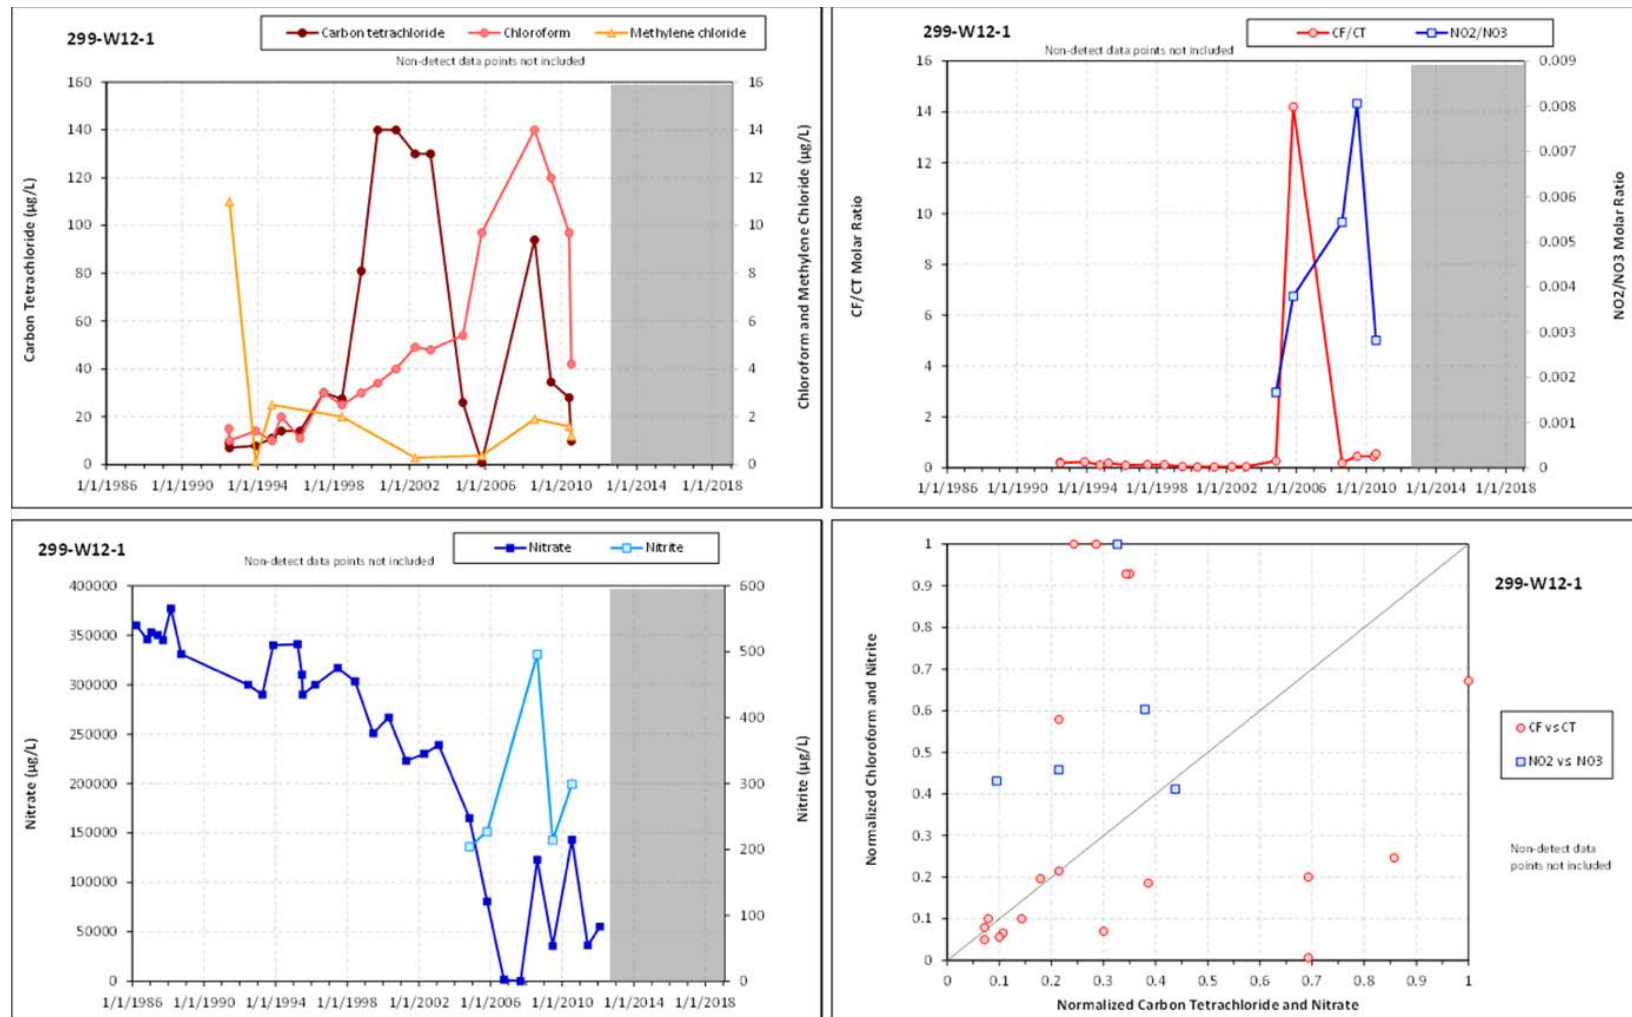 299-W12-1
Carbon tetrachloride
Chloroform
Methylene chloride
Non-detect data points not included
Carbon Tetrachloride (µg/L)
160
140
120
100
80
60
40
20
0
16
14
12
10
8
6
4
2
0
Chloroform and Methylene Chloride (µg/L)
1/1/1986 1/1/1990 1/1/1994 1/1/1998 1/1/2002 1/1/2006 1/1/2010 1/1/2014 1/1/2018
299-W12-1
CF/CT
NO2/NO3
Non-detect data points not included
CF/CT Molar Ratio
16
14
12
10
8
6
4
2
0
0.009
0.008
0.007
0.006
0.005
0.004
0.003
0.002
0.001
0
NO2/NO3 Molar Ratio
1/1/1986 1/1/1990 1/1/1994 1/1/1998 1/1/2002 1/1/2006 1/1/2010 1/1/2014 1/1/2018
299-W12-1
Nitrate
Nitrite
Non-detect data points not included
Nitrate (µg/L)
400000
350000
300000
250000
200000
150000
100000
50000
0
600
500
400
300
200
100
0
Nitrite (µg/L)
1/1/1986 1/1/1990 1/1/1994 1/1/1998 1/1/2002 1/1/2006 1/1/2010 1/1/2014 1/1/2018
Normalized Chloroform and Nitrite
1
0.9
0.8
0.7
0.6
0.5
0.4
0.3
0.2
0.1
0
0 0.1 0.2 0.3 0.4 0.5 0.6 0.7 0.8 0.9 1
Normalized Carbon Tetrachloride and Nitrate
299-W12-1
CF vs CT
NO2 vs NO3
Non-detect data
points not included